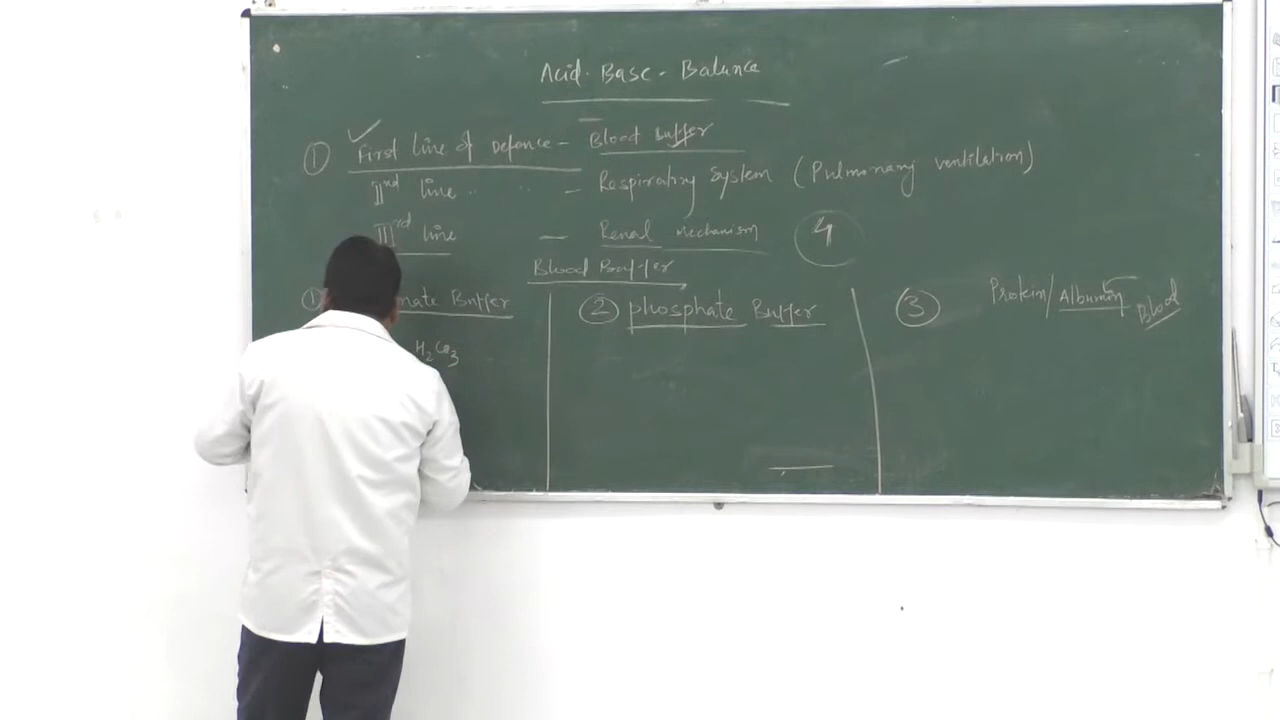 Acid. Base - Balance
① First line of Defence - Blood Buffer
IInd line " " - Respiratory System (Pulmonary ventilation)
IIIrd line - Renal mechanism 4
Blood Buffer
① nate Buffer
H2CO3
② phosphate Buffer
③ Protein/Albumin Blood